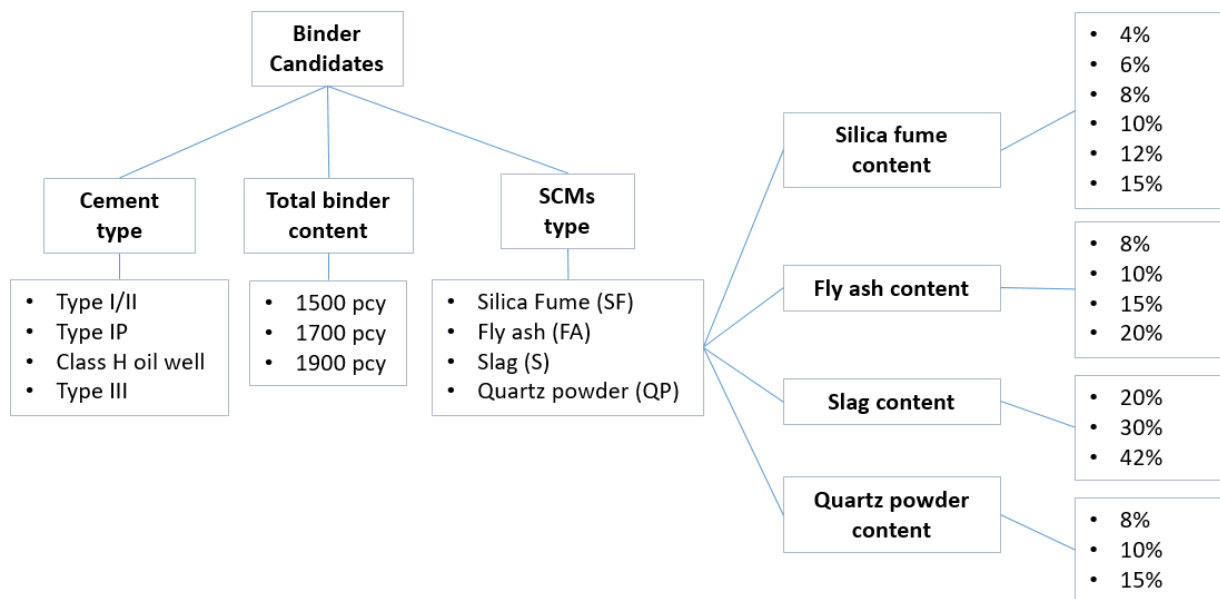 Binder
Candidates
Cement
type
Total binder
content
SCMs
type
• Type I/II
• Type IP
• Class H oil well
• Type III
• 1500 pcy
• 1700 pcy
• 1900 pcy
• Silica Fume (SF)
• Fly ash (FA)
• Slag (S)
• Quartz powder (QP)
Silica fume
content
• 4%
• 6%
• 8%
• 10%
• 12%
• 15%
Fly ash content
• 8%
• 10%
• 15%
• 20%
Slag content
• 20%
• 30%
• 42%
Quartz powder
content
• 8%
• 10%
• 15%